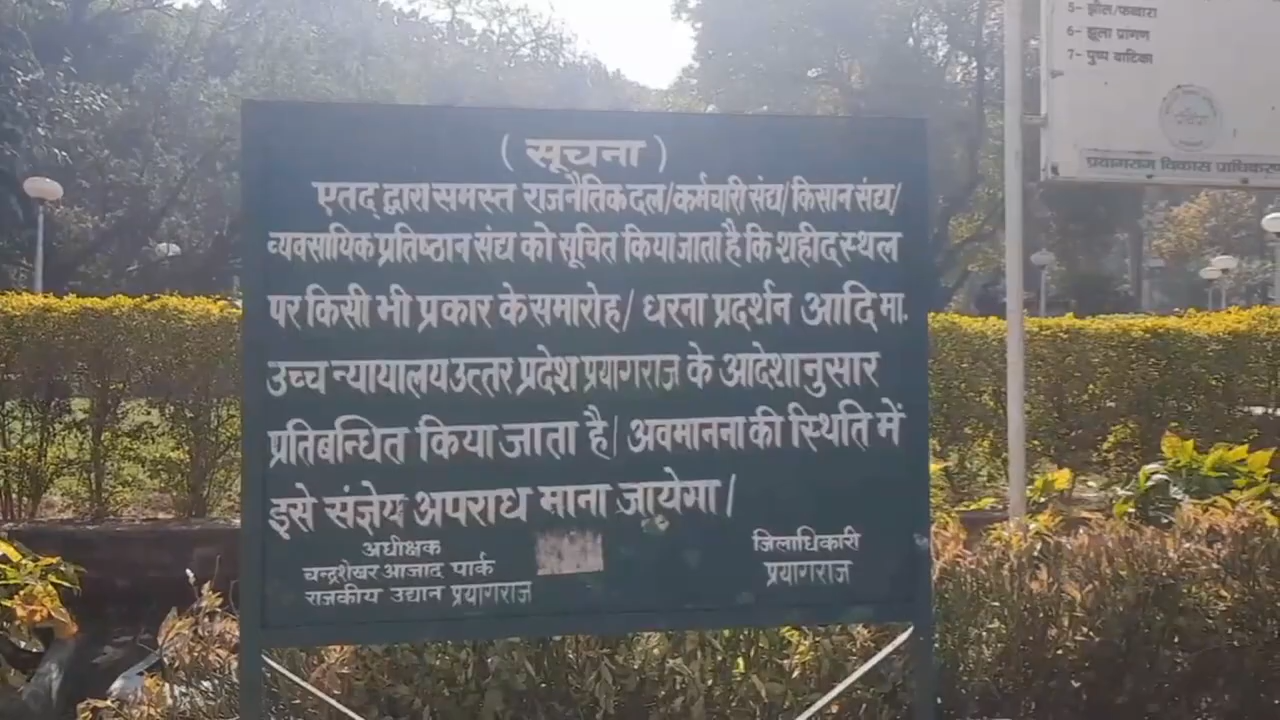 ( सूचना )
एतद् द्वारा समस्त राजनैतिक दल/कर्मचारी संघ/ किसान संघ/
व्यवसायिक प्रतिष्ठान संघ को सूचित किया जाता है कि शहीद स्थल
पर किसी भी प्रकार के समारोह/ धरना प्रदर्शन आदि मा.
उच्च न्यायालय उत्तर प्रदेश प्रयागराज के आदेशानुसार
प्रतिबन्धित किया जाता है/ अवमानना की स्थिति में
इसे संज्ञेय अपराध माना जायेगा/
अधीक्षक
चन्द्रशेखर आजाद पार्क
राजकीय उद्यान प्रयागराज
जिलाधिकारी
प्रयागराज
5- झील/फब्वारा
6- झूला प्रांगण
7- पुष्प वाटिका
प्रयागराज विकास प्राधिकरण